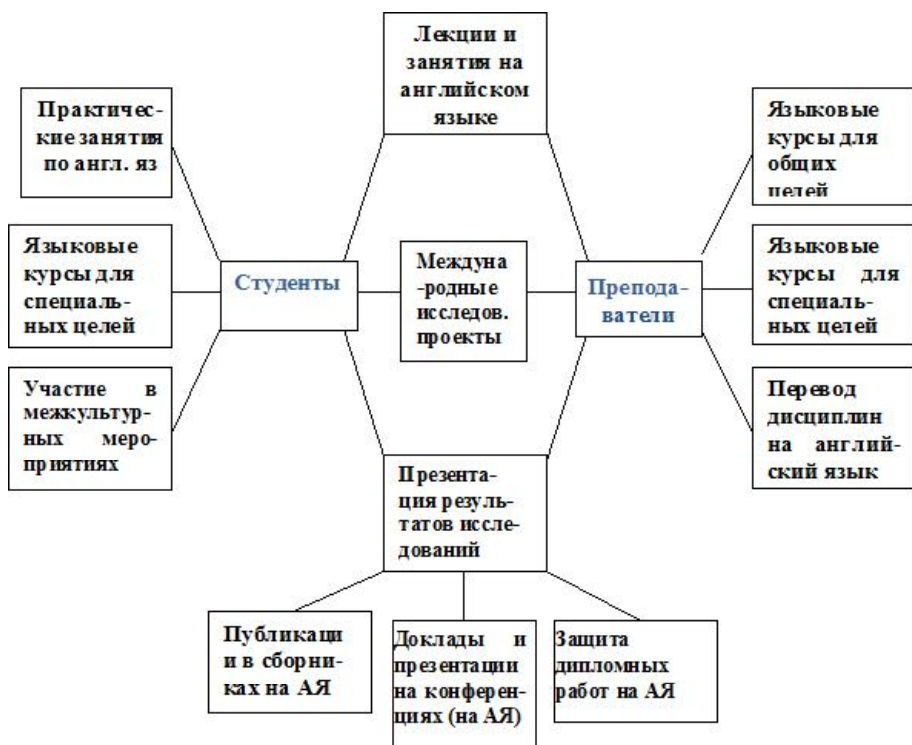 Лекции и
занятия на
английском
языке
Практичес-
кие занятия
по англ. яз
Языковые
курсы для
общих
целей
Языковые
курсы для
специаль-
ных целей
Студенты
Междуна
-родные
исследов.
проекты
Препода-
ватели
Языковые
курсы для
специаль-
ных целей
Участие в
межкультур-
ных меро-
приятиях
Перевод
дисциплин
на англий-
ский язык
Презента-
ция резуль-
татов иссле-
дований
Публикаци
и в сборни-
ках на АЯ
Доклады и
презентации
на конферен-
циях (на АЯ)
Защита
дипломных
работ на АЯ